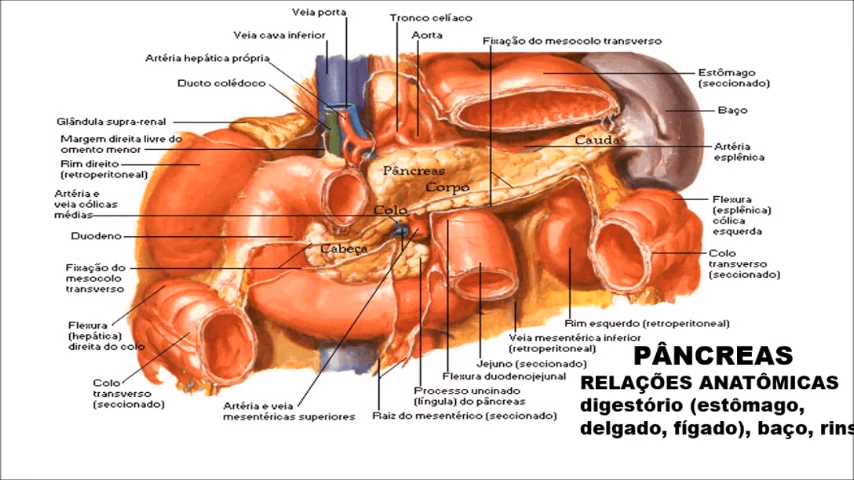 Veia porta
Tronco celíaco
Veia cava inferior
Aorta
Fixação do mesocolo transverso
Artéria hepática própria
Ducto colédoco
Estômago
(seccionado)
Baço
Glândula supra-renal
Margem direita livre do
omento menor
Rim direito
(retroperitoneal)
Cauda
Artéria
esplênica
Pâncreas
Corpo
Artéria e
veia cólicas
médias
Colo
Flexura
(esplênica)
cólica
esquerda
Duodeno
Cabeça
Colo
transverso
(seccionado)
Fixação do
mesocolo
transverso
Flexura
(hepática)
direita do colo
Rim esquerdo (retroperitoneal)
Veia mesentérica inferior
(retroperitoneal)
Jejuno (seccionado)
Flexura duodenojejunal
Colo
transverso
(seccionado)
Processo uncinado
(língula) do pâncreas
Artéria e veia
mesentéricas superiores
Raiz do mesentérico (seccionado)
PÂNCREAS
RELAÇÕES ANATÔMICAS
digestório (estômago,
delgado, fígado), baço, rins